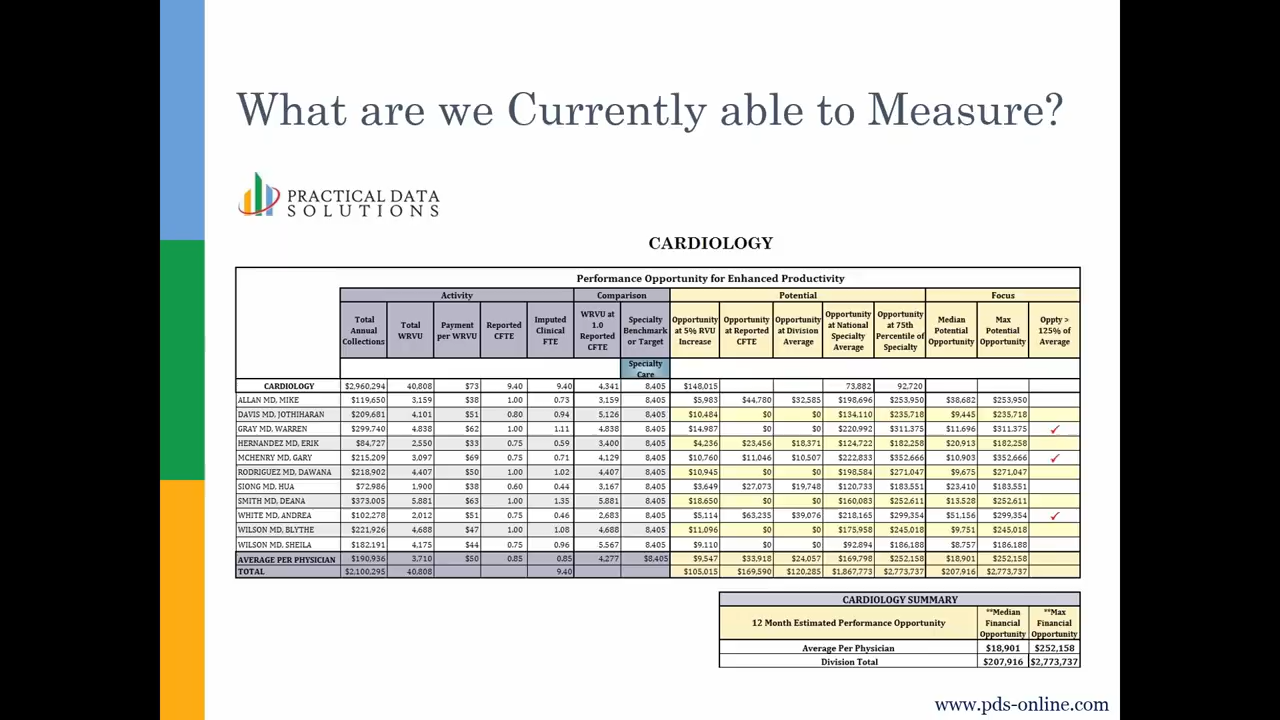 What are we Currently able to Measure?
PRACTICAL DATA
SOLUTIONS
CARDIOLOGY
Performance Opportunity for Enhanced Productivity
Activity Comparison Potential Focus
Total Annual Collections Total WRVU Payment per WRVU Reported CFTE Imputed Clinical FTE WRVU at 1.0 Reported CFTE Specialty Benchmark or Target Opportunity at 5% RVU Increase Opportunity at Reported CFTE Opportunity at Division Average Opportunity at National Specialty Average Opportunity at 75th Percentile of Specialty Median Potential Opportunity Max Potential Opportunity Oppty > 125% of Average
Specialty Care
CARDIOLOGY $2,960,294 40,808 $73 9.40 9.40 4,341 8,405 $148,015 73,882 92,720
ALLAN MD, MIKE $119,650 3,159 $38 1.00 0.73 3,159 8,405 $5,983 $44,780 $32,585 $198,696 $253,950 $38,682 $253,950
DAVIS MD, JOTHIHARAN $209,681 4,101 $51 0.80 0.94 5,126 8,405 $10,484 $0 $0 $134,110 $235,718 $9,445 $235,718
GRAY MD, WARREN $299,740 4,838 $62 1.00 1.11 4,838 8,405 $14,987 $0 $0 $220,992 $311,375 $11,696 $311,375 ✓
HERNANDEZ MD, ERIK $84,727 2,550 $33 0.75 0.59 3,400 8,405 $4,236 $23,456 $18,371 $124,722 $182,258 $20,913 $182,258
MCHENRY MD, GARY $215,209 3,097 $69 0.75 0.71 4,129 8,405 $10,760 $11,046 $10,507 $222,833 $352,666 $10,903 $352,666 ✓
RODRIGUEZ MD, DAWANA $218,902 4,407 $50 1.00 1.02 4,407 8,405 $10,945 $0 $0 $198,584 $271,047 $9,675 $271,047
SIONG MD, HUA $72,986 1,900 $38 0.60 0.44 3,167 8,405 $3,649 $27,073 $19,748 $120,733 $183,551 $23,410 $183,551
SMITH MD, DEANA $373,005 5,881 $63 1.00 1.35 5,881 8,405 $18,650 $0 $0 $160,083 $252,611 $13,528 $252,611
WHITE MD, ANDREA $102,278 2,012 $51 0.75 0.46 2,683 8,405 $5,114 $63,235 $39,076 $218,165 $299,354 $51,156 $299,354 ✓
WILSON MD, BLYTHE $221,926 4,688 $47 1.00 1.08 4,688 8,405 $11,096 $0 $0 $175,958 $245,018 $9,751 $245,018
WILSON MD, SHEILA $182,191 4,175 $44 0.75 0.96 5,567 8,405 $9,110 $0 $0 $92,894 $186,188 $8,757 $186,188
AVERAGE PER PHYSICIAN $190,936 3,710 $50 0.85 0.85 4,277 $8,405 $9,547 $33,918 $24,057 $169,798 $252,158 $18,901 $252,158
TOTAL $2,100,295 40,808 9.40 $105,015 $169,590 $120,285 $1,867,773 $2,773,737 $207,916 $2,773,737
CARDIOLOGY SUMMARY
12 Month Estimated Performance Opportunity **Median Financial Opportunity **Max Financial Opportunity
Average Per Physician $18,901 $252,158
Division Total $207,916 $2,773,737
www.pds-online.com